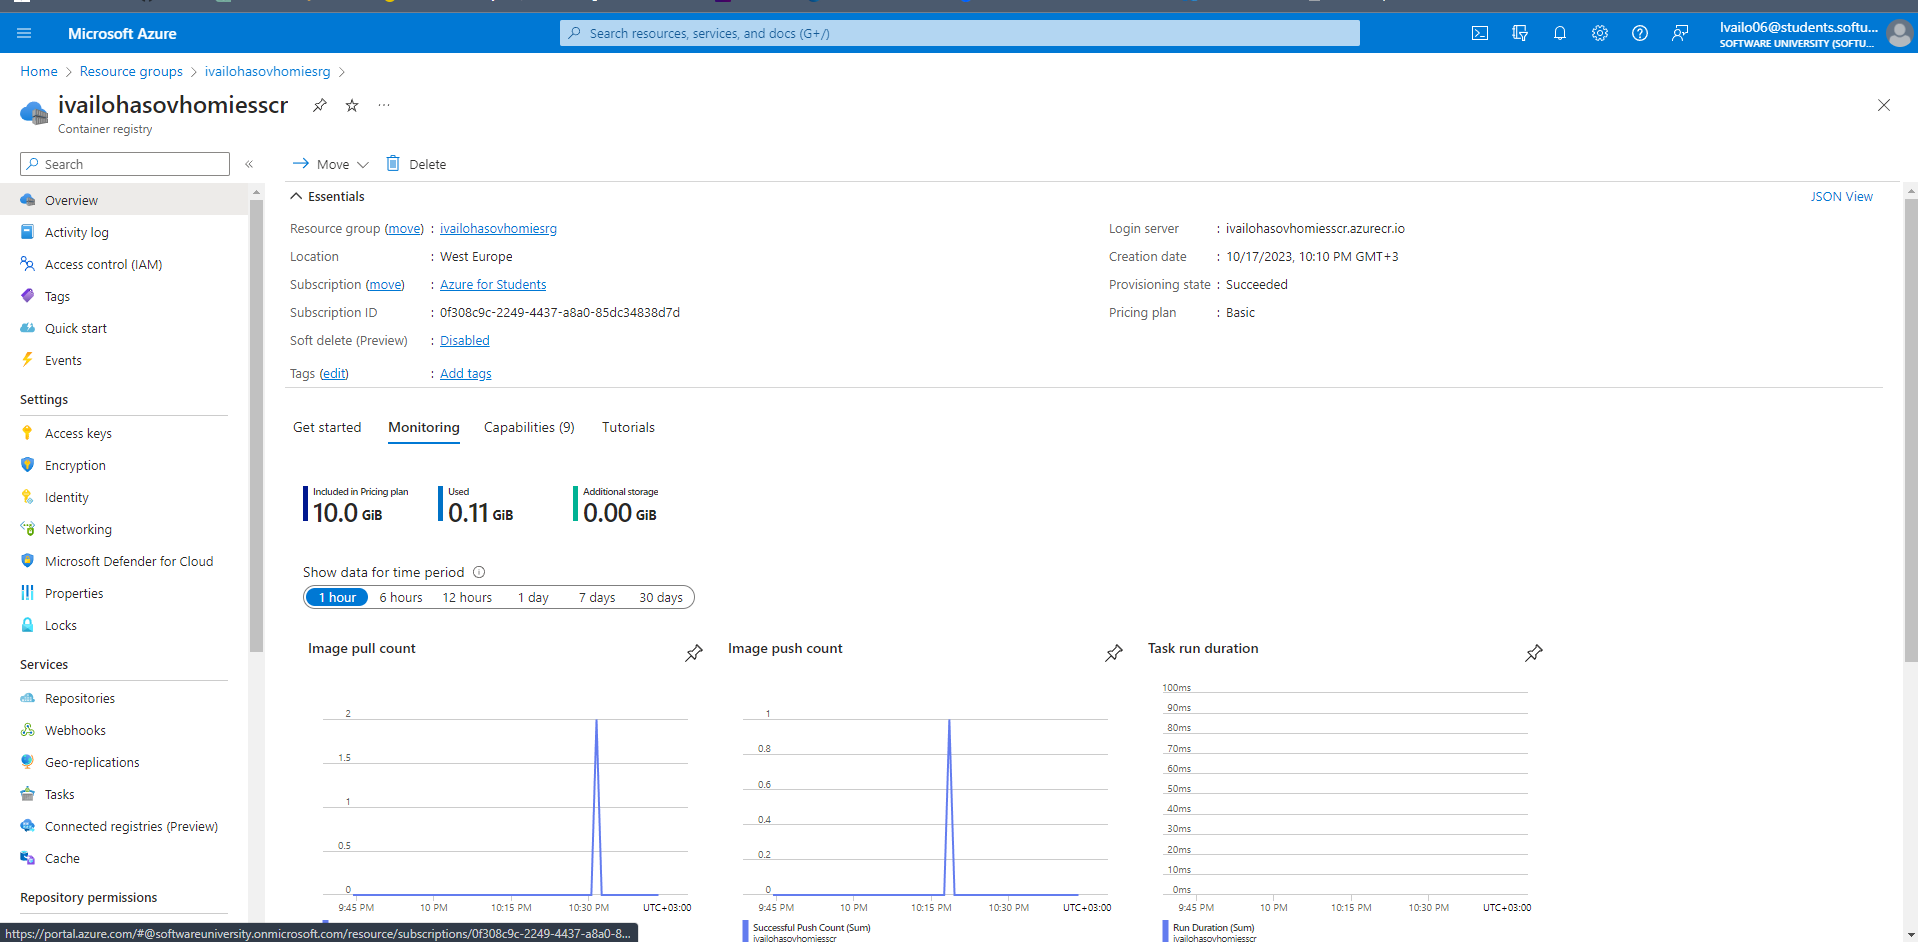 Microsoft Azure
Search resources, services, and docs (G+/)
Ivailo06@students.softu...
SOFTWARE UNIVERSITY (SOFTU...
Home > Resource groups > ivailohasovhomiesrg >
ivailohasovhomiesscr
...
Container registry
Search
«
Move
Delete
Overview
Activity log
Access control (IAM)
Tags
Quick start
Events
Settings
Access keys
Encryption
Identity
Networking
Microsoft Defender for Cloud
Properties
Locks
Services
Repositories
Webhooks
Geo-replications
Tasks
Connected registries (Preview)
Cache
Repository permissions
Essentials
JSON View
Resource group (move) : ivailohasovhomiesrg
Location : West Europe
Subscription (move) : Azure for Students
Subscription ID : 0f308c9c-2249-4437-a8a0-85dc34838d7d
Soft delete (Preview) : Disabled
Tags (edit) : Add tags
Login server : ivailohasovhomiesscr.azurecr.io
Creation date : 10/17/2023, 10:10 PM GMT+3
Provisioning state : Succeeded
Pricing plan : Basic
Get started Monitoring Capabilities (9) Tutorials
Included in Pricing plan
10.0 GiB
Used
0.11 GiB
Additional storage
0.00 GiB
Show data for time period
1 hour 6 hours 12 hours 1 day 7 days 30 days
Image pull count
2
1.5
1
0.5
0
9:45 PM 10 PM 10:15 PM 10:30 PM UTC+03:00
Image push count
1
0.8
0.6
0.4
0.2
0
9:45 PM 10 PM 10:15 PM 10:30 PM UTC+03:00
Successful Push Count (Sum)
ivailohasovhomiesscr
Task run duration
100ms
90ms
80ms
70ms
60ms
50ms
40ms
30ms
20ms
10ms
0ms
9:45 PM 10 PM 10:15 PM 10:30 PM UTC+03:00
Run Duration (Sum)
ivailohasovhomiesscr
https://portal.azure.com/#@softwareuniversity.onmicrosoft.com/resource/subscriptions/0f308c9c-2249-4437-a8a0-8...